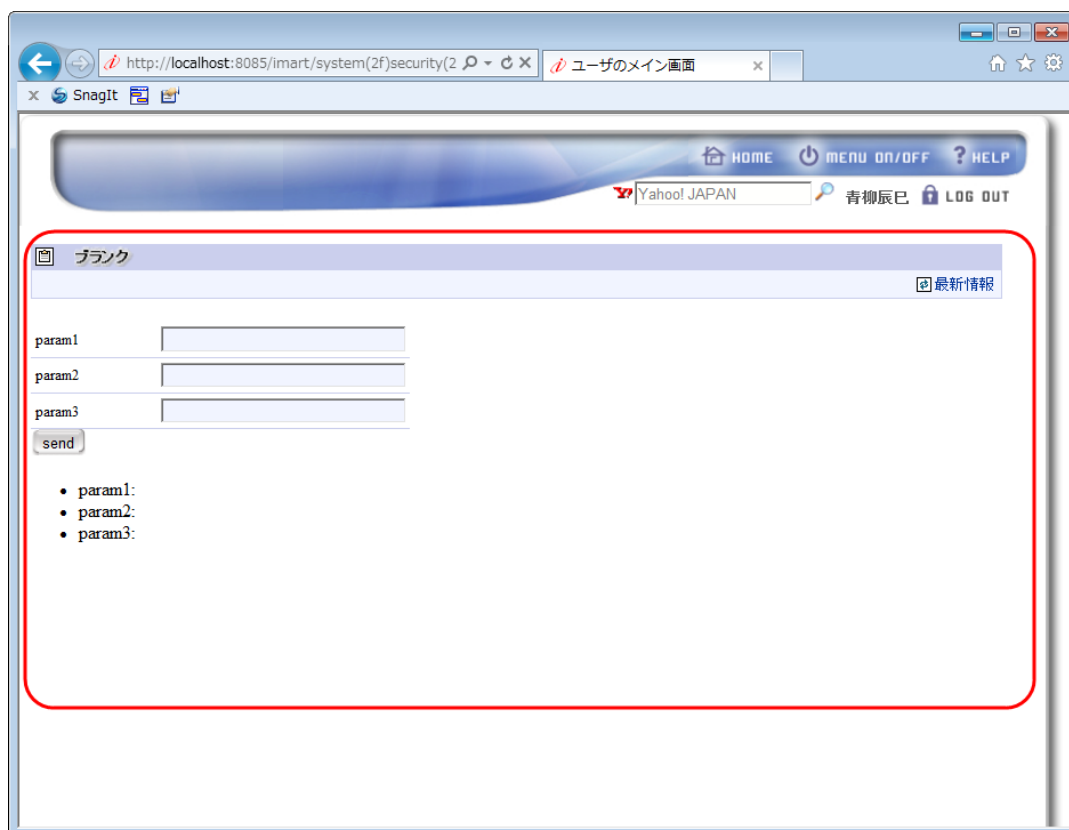 http://localhost:8085/imart/system(2f)security(2
ユーザのメイン画面
SnagIt
HOME MENU ON/OFF ? HELP
Yahoo! JAPAN 青柳辰巳 LOG OUT
ブランク
最新情報
param1
param2
param3
send
• param1:
• param2:
• param3: